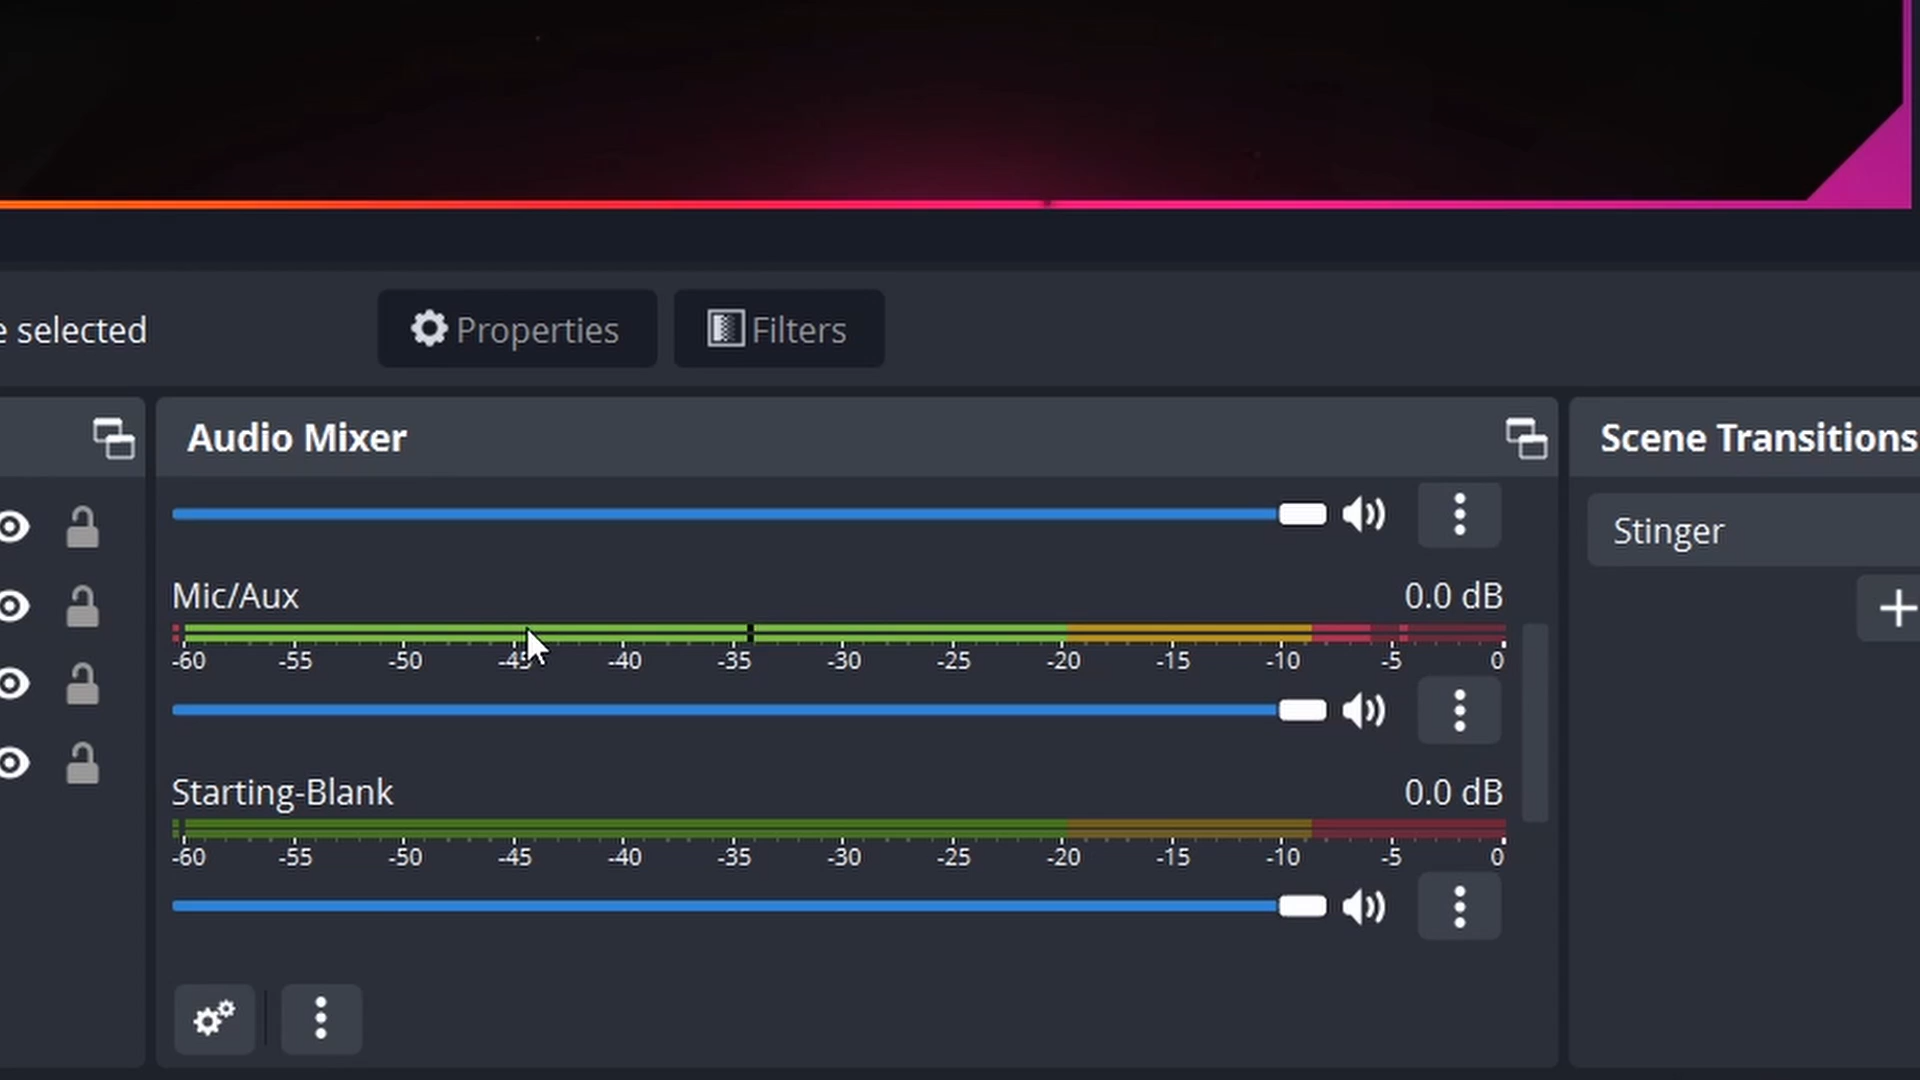 e selected
Properties
Filters
Audio Mixer
Scene Transitions
Stinger
Mic/Aux
0.0 dB
-60 -55 -50 -45 -40 -35 -30 -25 -20 -15 -10 -5 0
Starting-Blank
0.0 dB
-60 -55 -50 -45 -40 -35 -30 -25 -20 -15 -10 -5 0